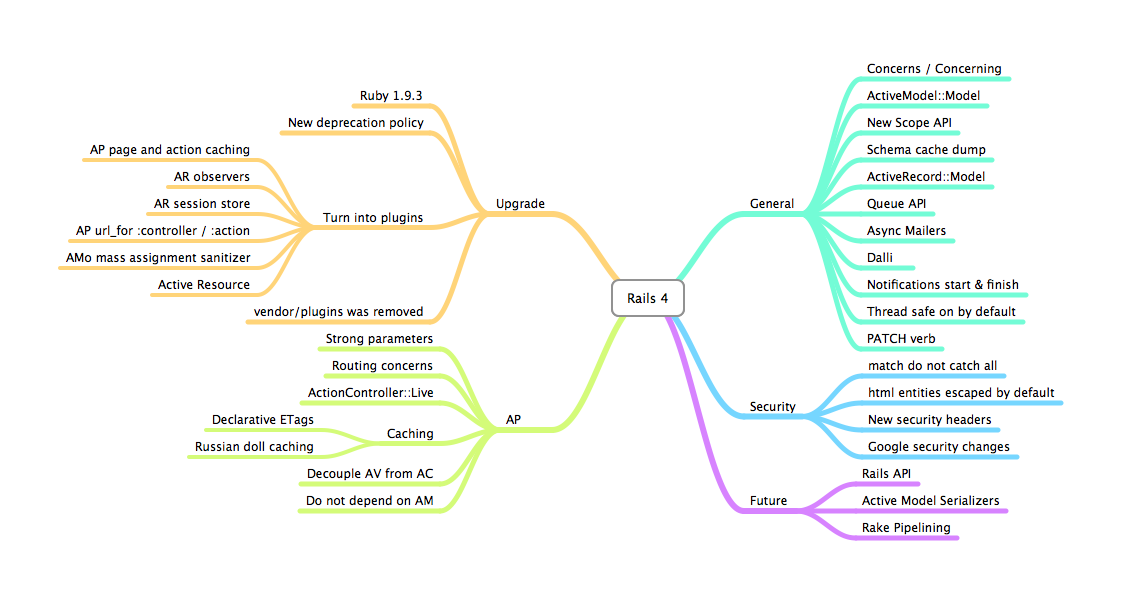 Rails 4
Upgrade
Ruby 1.9.3
New deprecation policy
Turn into plugins
AP page and action caching
AR observers
AR session store
AP url_for :controller / :action
AMo mass assignment sanitizer
Active Resource
vendor/plugins was removed
AP
Strong parameters
Routing concerns
ActionController::Live
Caching
Declarative ETags
Russian doll caching
Decouple AV from AC
Do not depend on AM
General
Concerns / Concerning
ActiveModel::Model
New Scope API
Schema cache dump
ActiveRecord::Model
Queue API
Async Mailers
Dalli
Notifications start & finish
Thread safe on by default
PATCH verb
Security
match do not catch all
html entities escaped by default
New security headers
Google security changes
Future
Rails API
Active Model Serializers
Rake Pipelining